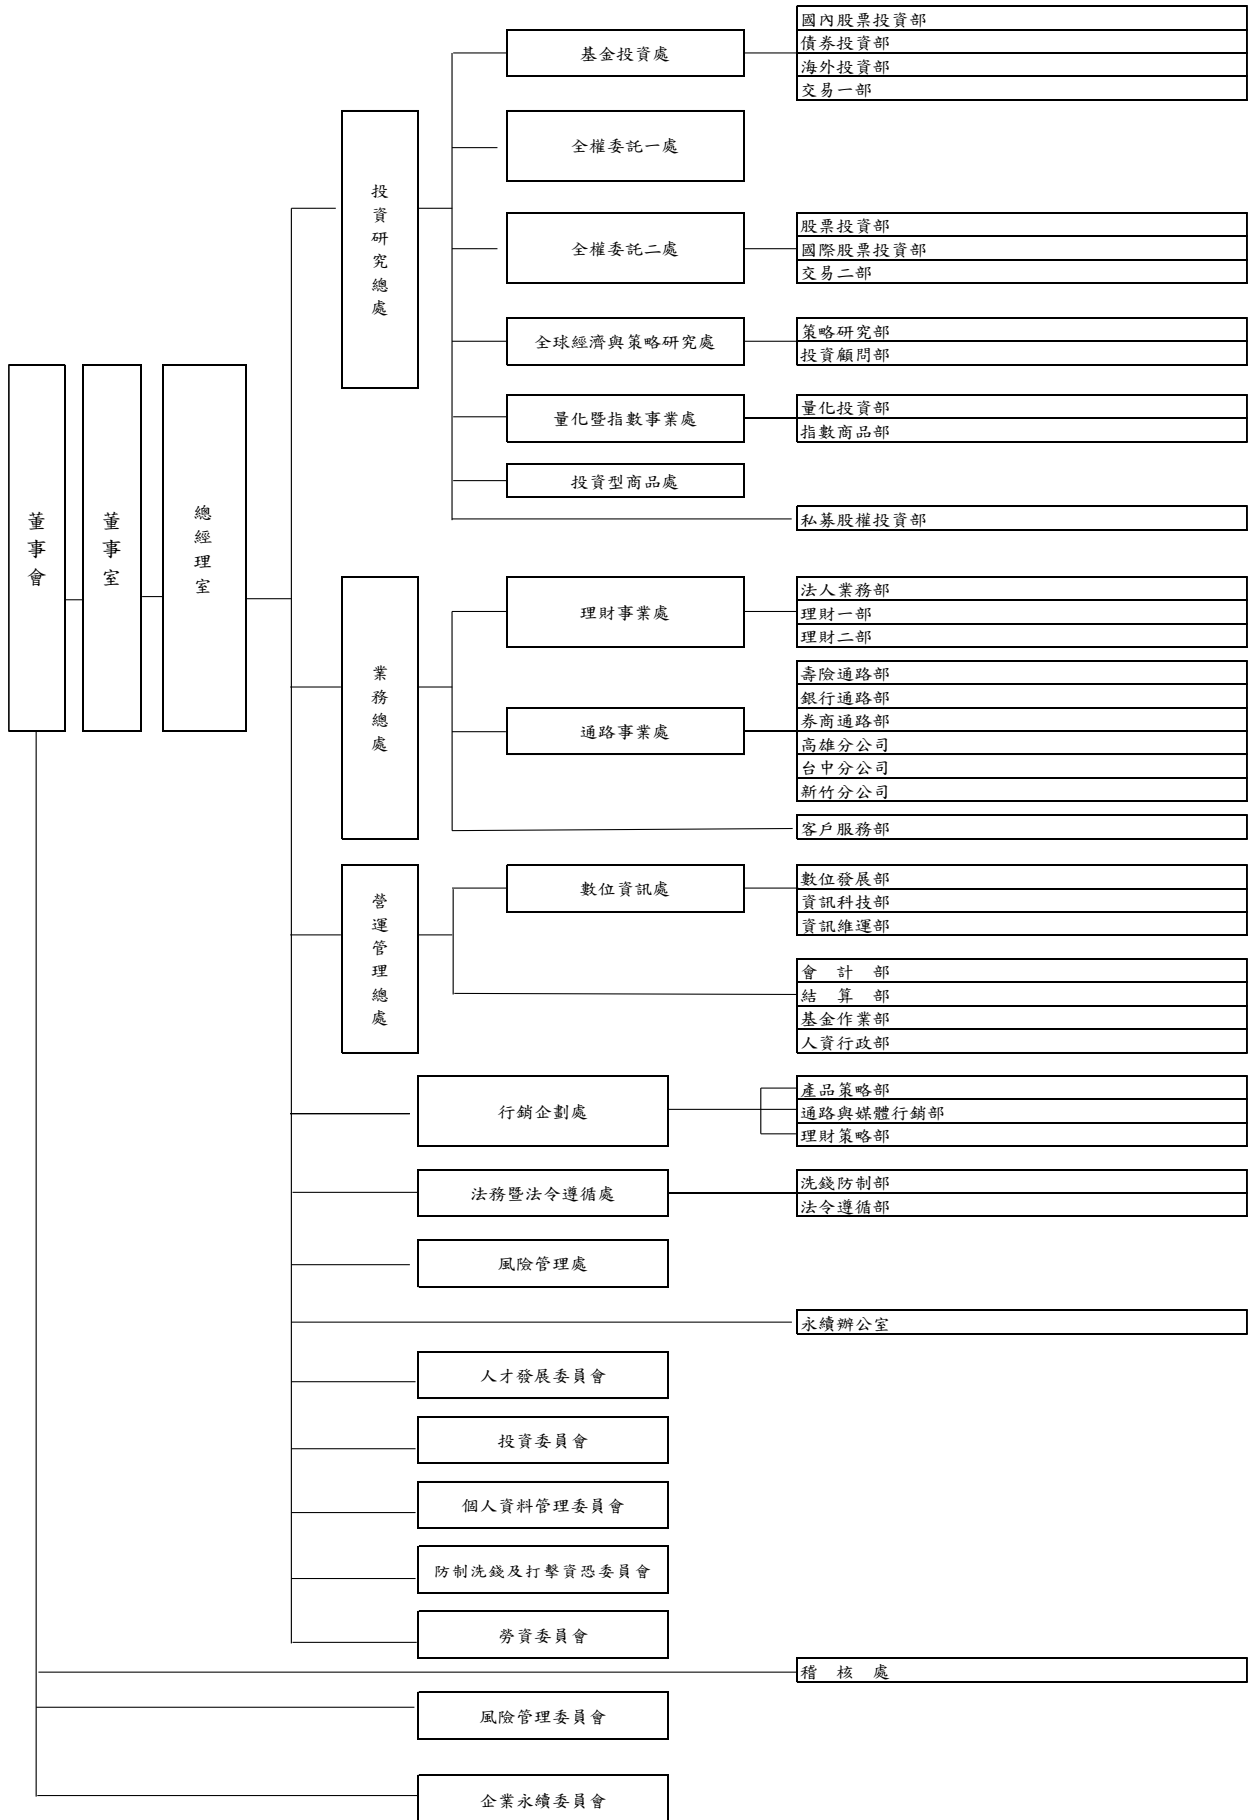 董事會
董事室
總經理室
投資研究總處
基金投資處
國內股票投資部
債券投資部
海外投資部
交易一部
全權委託一處
全權委託二處
股票投資部
國際股票投資部
交易二部
全球經濟與策略研究處
策略研究部
投資顧問部
量化暨指數事業處
量化投資部
指數商品部
投資型商品處
私募股權投資部
業務總處
理財事業處
法人業務部
理財一部
理財二部
通路事業處
壽險通路部
銀行通路部
券商通路部
高雄分公司
台中分公司
新竹分公司
客戶服務部
營運管理總處
數位資訊處
數位發展部
資訊科技部
資訊維運部
會 計 部
結 算 部
基金作業部
人資行政部
行銷企劃處
產品策略部
通路與媒體行銷部
理財策略部
法務暨法令遵循處
洗錢防制部
法令遵循部
風險管理處
永續辦公室
人才發展委員會
投資委員會
個人資料管理委員會
防制洗錢及打擊資恐委員會
勞資委員會
稽 核 處
風險管理委員會
企業永續委員會